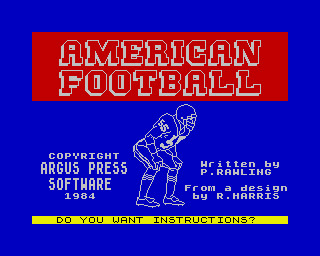 AMERICAN
FOOTBALL
COPYRIGHT
ARGUS PRESS
SOFTWARE
1984
Written by
P.RAWLING
From a design
by R.HARRIS
DO YOU WANT INSTRUCTIONS?